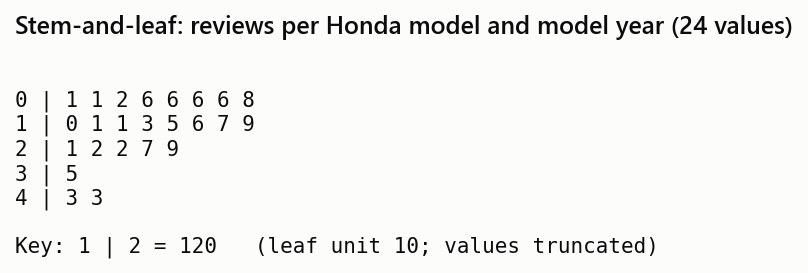 Stem-and-leaf: reviews per Honda model and model year (24 values)
0 | 1 1 2 6 6 6 6 8
1 | 0 1 1 3 5 6 7 9
2 | 1 2 2 7 9
3 | 5
4 | 3 3
Key: 1 | 2 = 120   (leaf unit 10; values truncated)